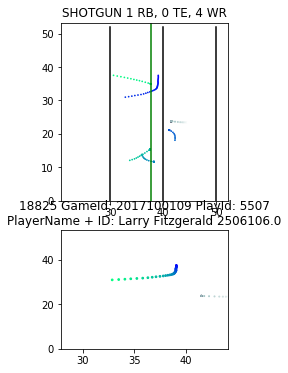 SHOTGUN 1 RB, 0 TE, 4 WR
50
40
30
20
10
0
30 40 50
18825 GameId: 2017100109 PlayId: 5507
PlayerName + ID: Larry Fitzgerald 2506106.0
40
20
0
30 35 40